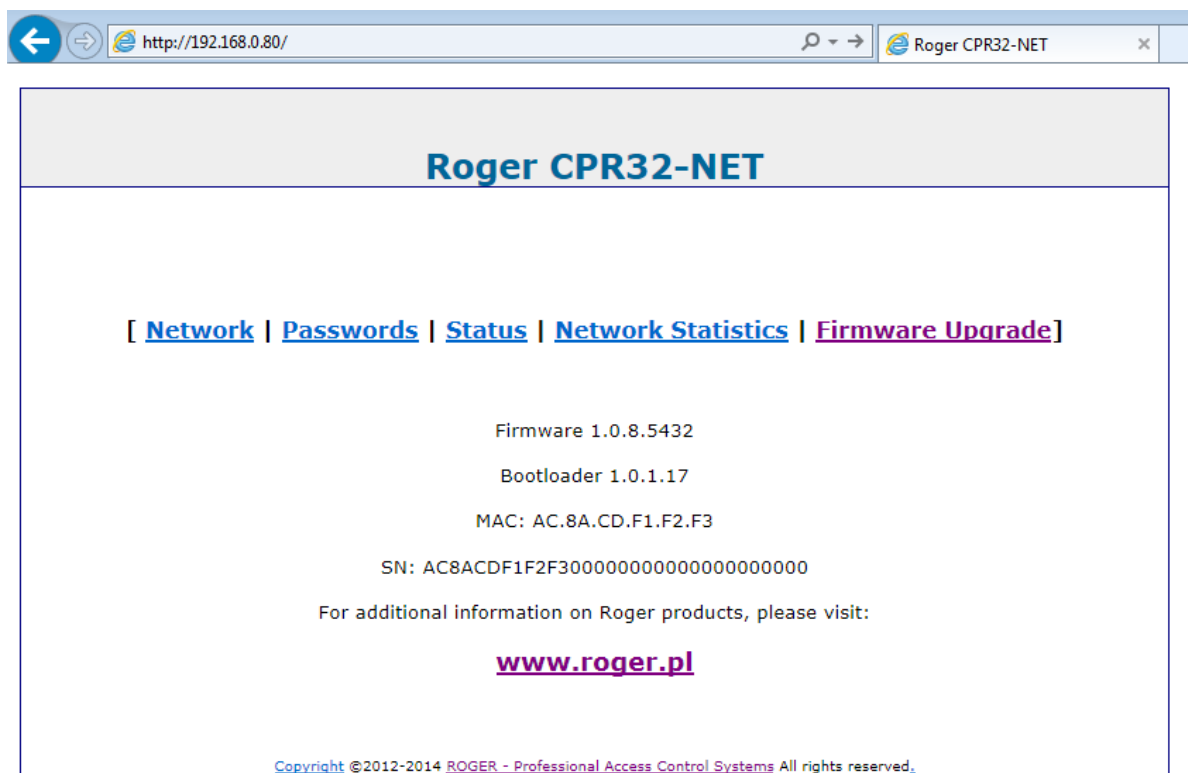 http://192.168.0.80/
Roger CPR32-NET
Roger CPR32-NET
[ Network | Passwords | Status | Network Statistics | Firmware Upgrade]
Firmware 1.0.8.5432
Bootloader 1.0.1.17
MAC: AC.8A.CD.F1.F2.F3
SN: AC8ACDF1F2F300000000000000000000
For additional information on Roger products, please visit:
www.roger.pl
Copyright ©2012-2014 ROGER - Professional Access Control Systems All rights reserved.